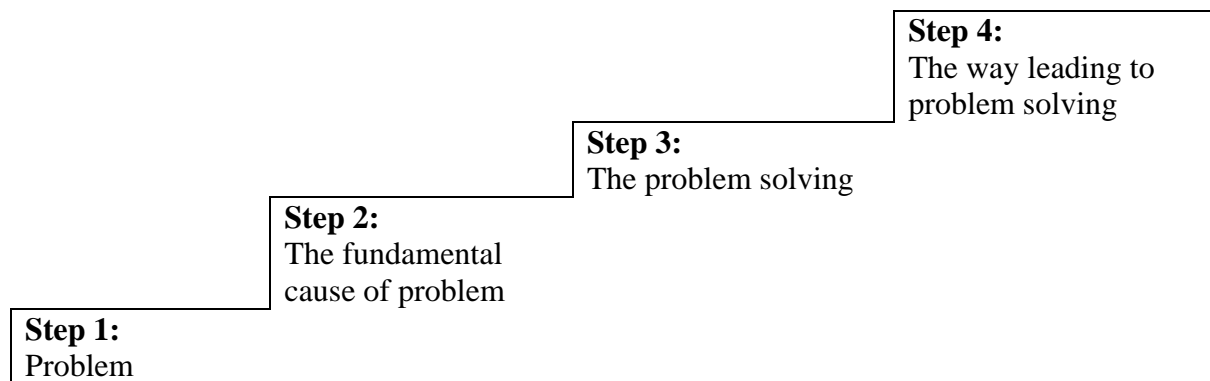 Step 4:
The way leading to
problem solving
Step 3:
The problem solving
Step 2:
The fundamental
cause of problem
Step 1:
Problem